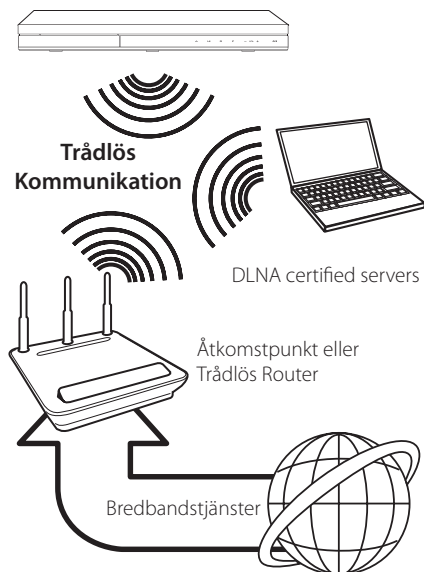 Trådlös
Kommunikation
DLNA certified servers
Åtkomstpunkt eller
Trådlös Router
Bredbandstjänster